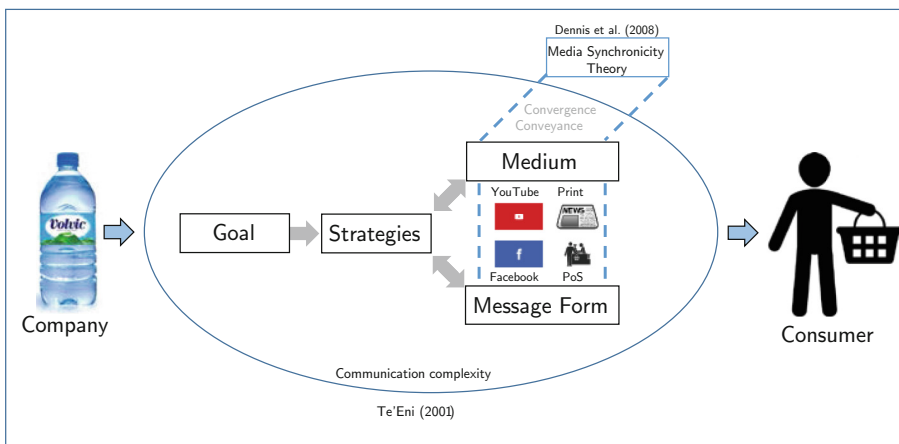 Dennis et al. (2008)
Media Synchronicity
Theory
Convergence
Conveyance
Medium
YouTube Print
NEWS
f
Facebook PoS
Message Form
Goal
Strategies
Volvic
Company
Consumer
Communication complexity
Te'Eni (2001)